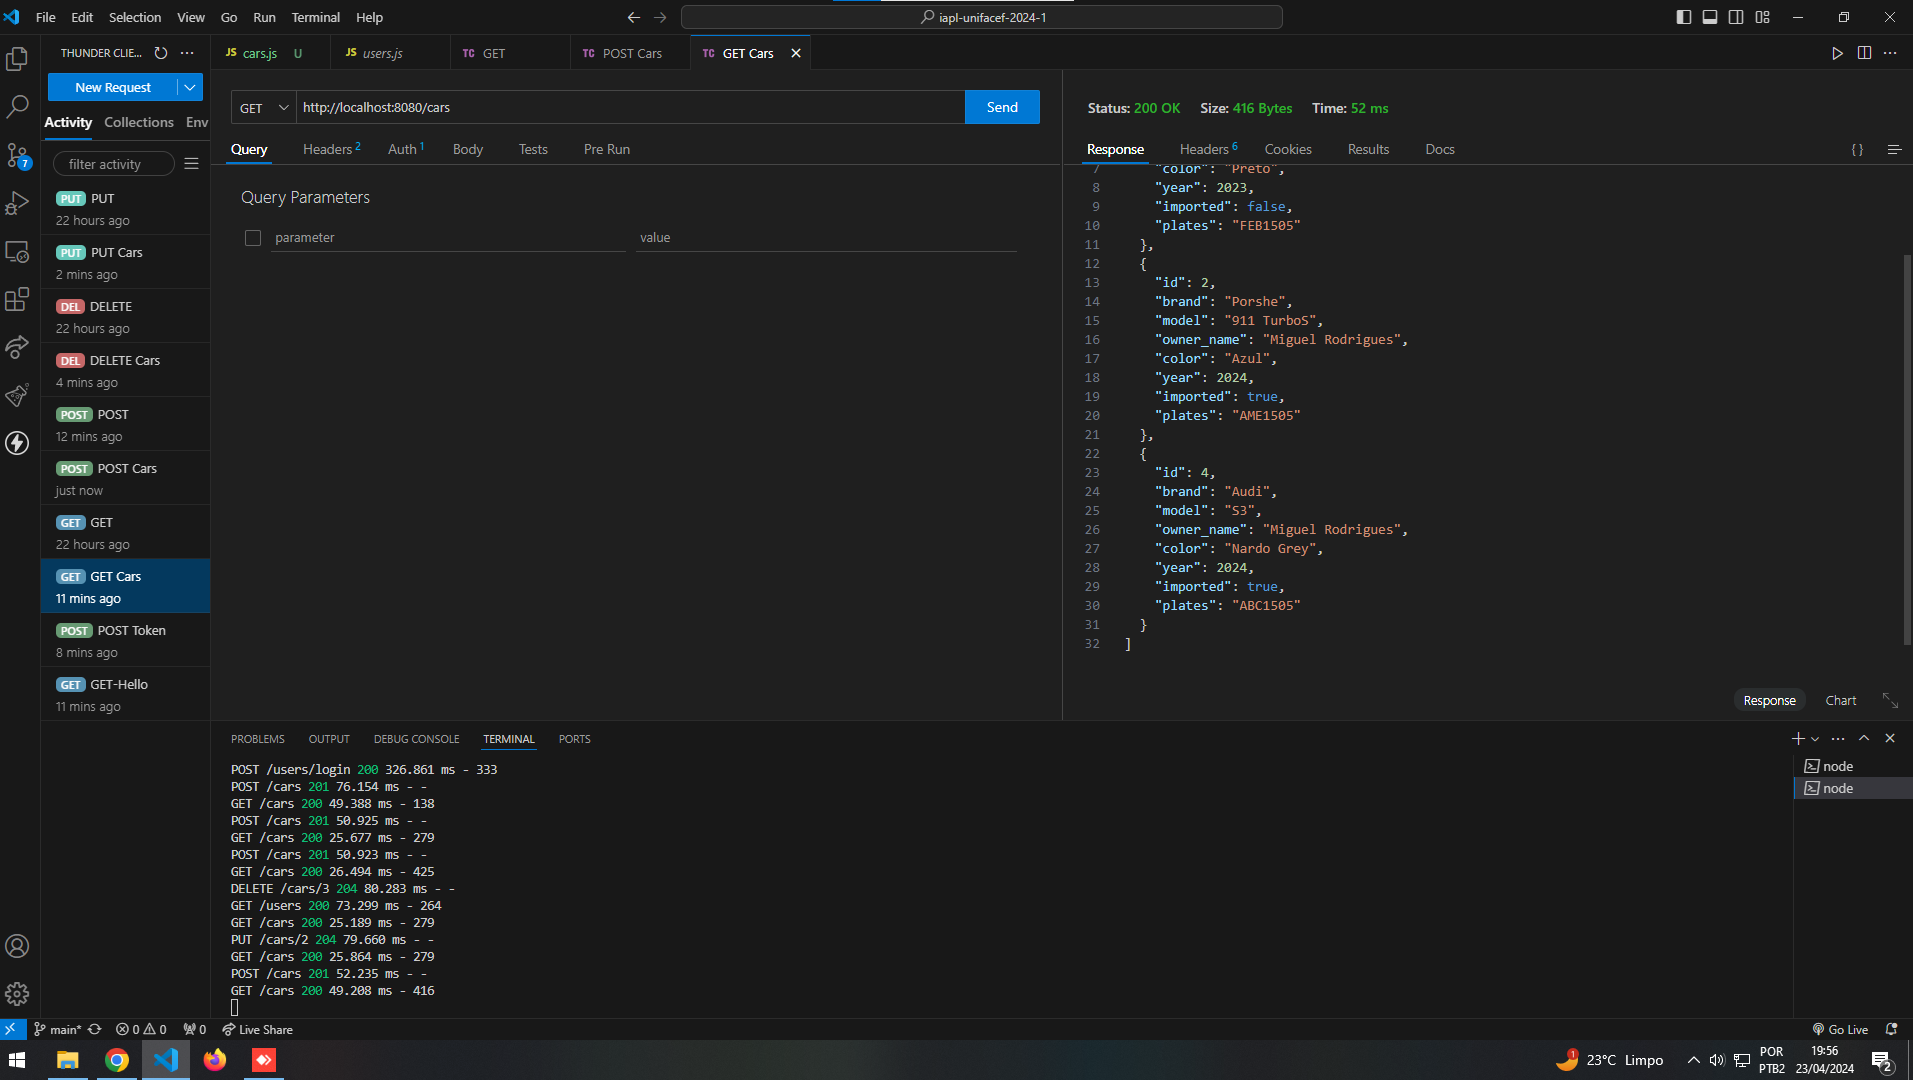 File Edit Selection View Go Run Terminal Help
iapl-unifacef-2024-1
THUNDER CLIE...
JS cars.js U
JS users.js
TC GET
TC POST Cars
TC GET Cars
New Request
GET
http://localhost:8080/cars
Send
Status: 200 OK Size: 416 Bytes Time: 52 ms
Activity Collections Env
Query Headers 2 Auth 1 Body Tests Pre Run
Response Headers 6 Cookies Results Docs
{ }
filter activity
Query Parameters
parameter value
PUT PUT
22 hours ago
PUT PUT Cars
2 mins ago
DEL DELETE
22 hours ago
DEL DELETE Cars
4 mins ago
POST POST
12 mins ago
POST POST Cars
just now
GET GET
22 hours ago
GET GET Cars
11 mins ago
POST POST Token
8 mins ago
GET GET-Hello
11 mins ago
7 "color": "Preto",
8 "year": 2023,
9 "imported": false,
10 "plates": "FEB1505"
11 },
12 {
13 "id": 2,
14 "brand": "Porshe",
15 "model": "911 TurboS",
16 "owner_name": "Miguel Rodrigues",
17 "color": "Azul",
18 "year": 2024,
19 "imported": true,
20 "plates": "AME1505"
21 },
22 {
23 "id": 4,
24 "brand": "Audi",
25 "model": "S3",
26 "owner_name": "Miguel Rodrigues",
27 "color": "Nardo Grey",
28 "year": 2024,
29 "imported": true,
30 "plates": "ABC1505"
31 }
32 ]
Response Chart
PROBLEMS OUTPUT DEBUG CONSOLE TERMINAL PORTS
POST /users/login 200 326.861 ms - 333
POST /cars 201 76.154 ms - -
GET /cars 200 49.388 ms - 138
POST /cars 201 50.925 ms - -
GET /cars 200 25.677 ms - 279
POST /cars 201 50.923 ms - -
GET /cars 200 26.494 ms - 425
DELETE /cars/3 204 80.283 ms - -
GET /users 200 73.299 ms - 264
GET /cars 200 25.189 ms - 279
PUT /cars/2 204 79.660 ms - -
GET /cars 200 25.864 ms - 279
POST /cars 201 52.235 ms - -
GET /cars 200 49.208 ms - 416
node
node
7
main* 0 0 0 Live Share
Go Live
1 23°C Limpo
POR
PTB2
19:56
23/04/2024
2